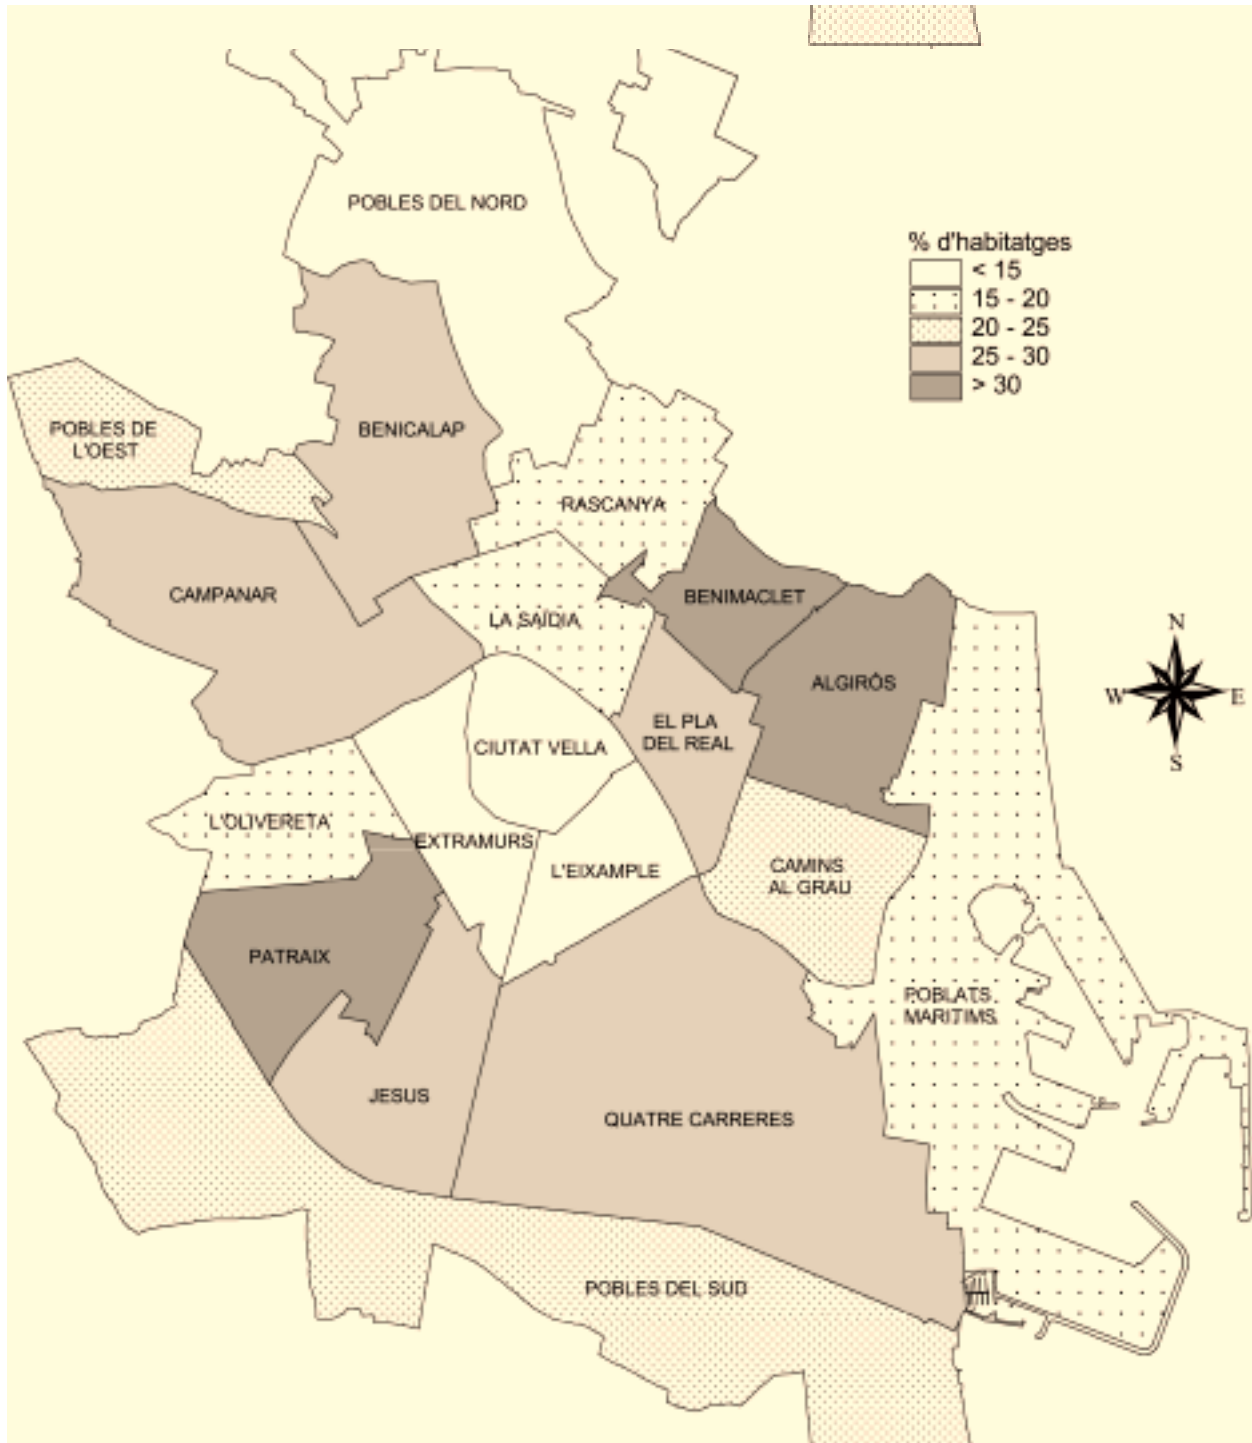 POBLES DEL NORD
% d'habitatges
< 15
15 - 20
20 - 25
25 - 30
> 30
POBLES DE
L'OEST
BENICALAP
RASCANYA
CAMPANAR
BENIMACLET
LA SAÏDIA
N
W
E
S
ALGIRÒS
EL PLA
DEL REAL
CIUTAT VELLA
L'OLIVERETA
EXTRAMURS
L'EIXAMPLE
CAMINS
AL GRAU
PATRAIX
POBLATS
MARITIMS
JESUS
QUATRE CARRERES
POBLES DEL SUD